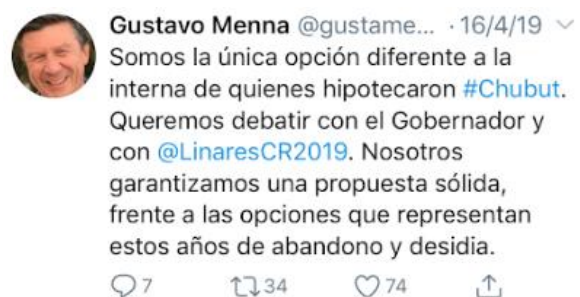 Gustavo Menna @gustame... · 16/4/19
Somos la única opción diferente a la
interna de quienes hipotecaron #Chubut.
Queremos debatir con el Gobernador y
con @LinaresCR2019. Nosotros
garantizamos una propuesta sólida,
frente a las opciones que representan
estos años de abandono y desidia.
7 34 74